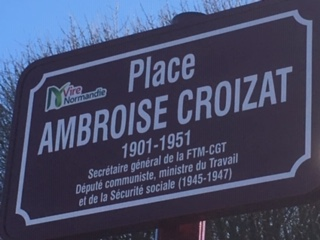 Vire
Normandie
Place
AMBROISE CROIZAT
1901-1951
Secrétaire général de la FTM-CGT
Député communiste, ministre du Travail
et de la Sécurité sociale (1945-1947)